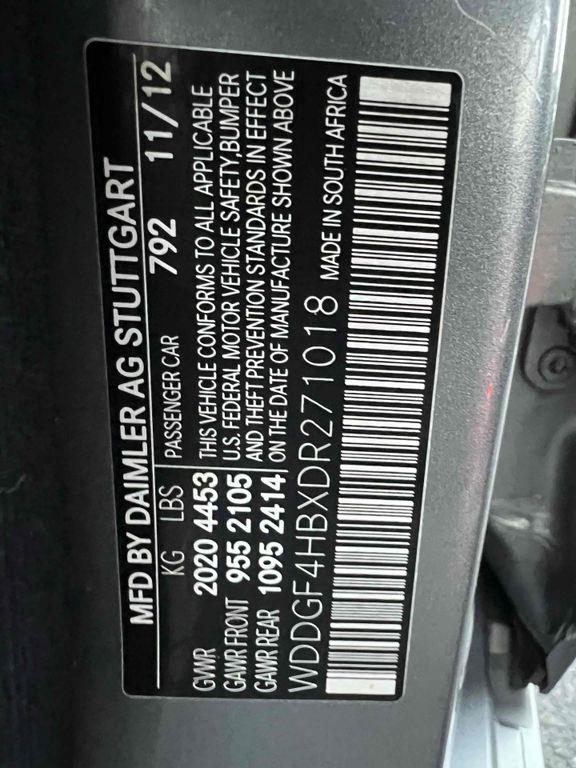 MFD BY DAIMLER AG STUTTGART
KG LBS PASSENGER CAR 792 11/12
GWR 2020 4453 THIS VEHICLE CONFORMS TO ALL APPLICABLE
GAWR FRONT 955 2105 U.S. FEDERAL MOTOR VEHICLE SAFETY,BUMPER
GAWR REAR 1095 2414 AND THEFT PREVENTION STANDARDS IN EFFECT
ON THE DATE OF MANUFACTURE SHOWN ABOVE
WDDGF4HBXDR271018 MADE IN SOUTH AFRICA